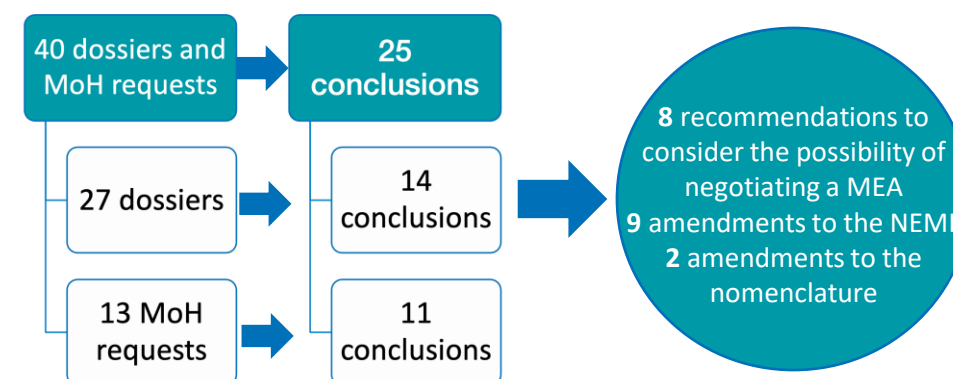 40 dossiers and
MoH requests
25
conclusions
27 dossiers
14
conclusions
13 MoH
requests
11
conclusions
8 recommendations to
consider the possibility of
negotiating a MEA
9 amendments to the NEML
2 amendments to the
nomenclature